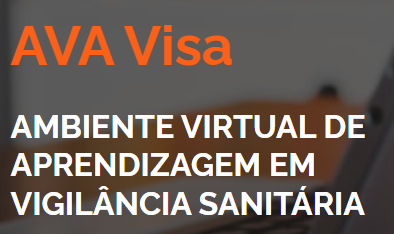 AVA Visa
AMBIENTE VIRTUAL DE
APRENDIZAGEM EM
VIGILÂNCIA SANITÁRIA